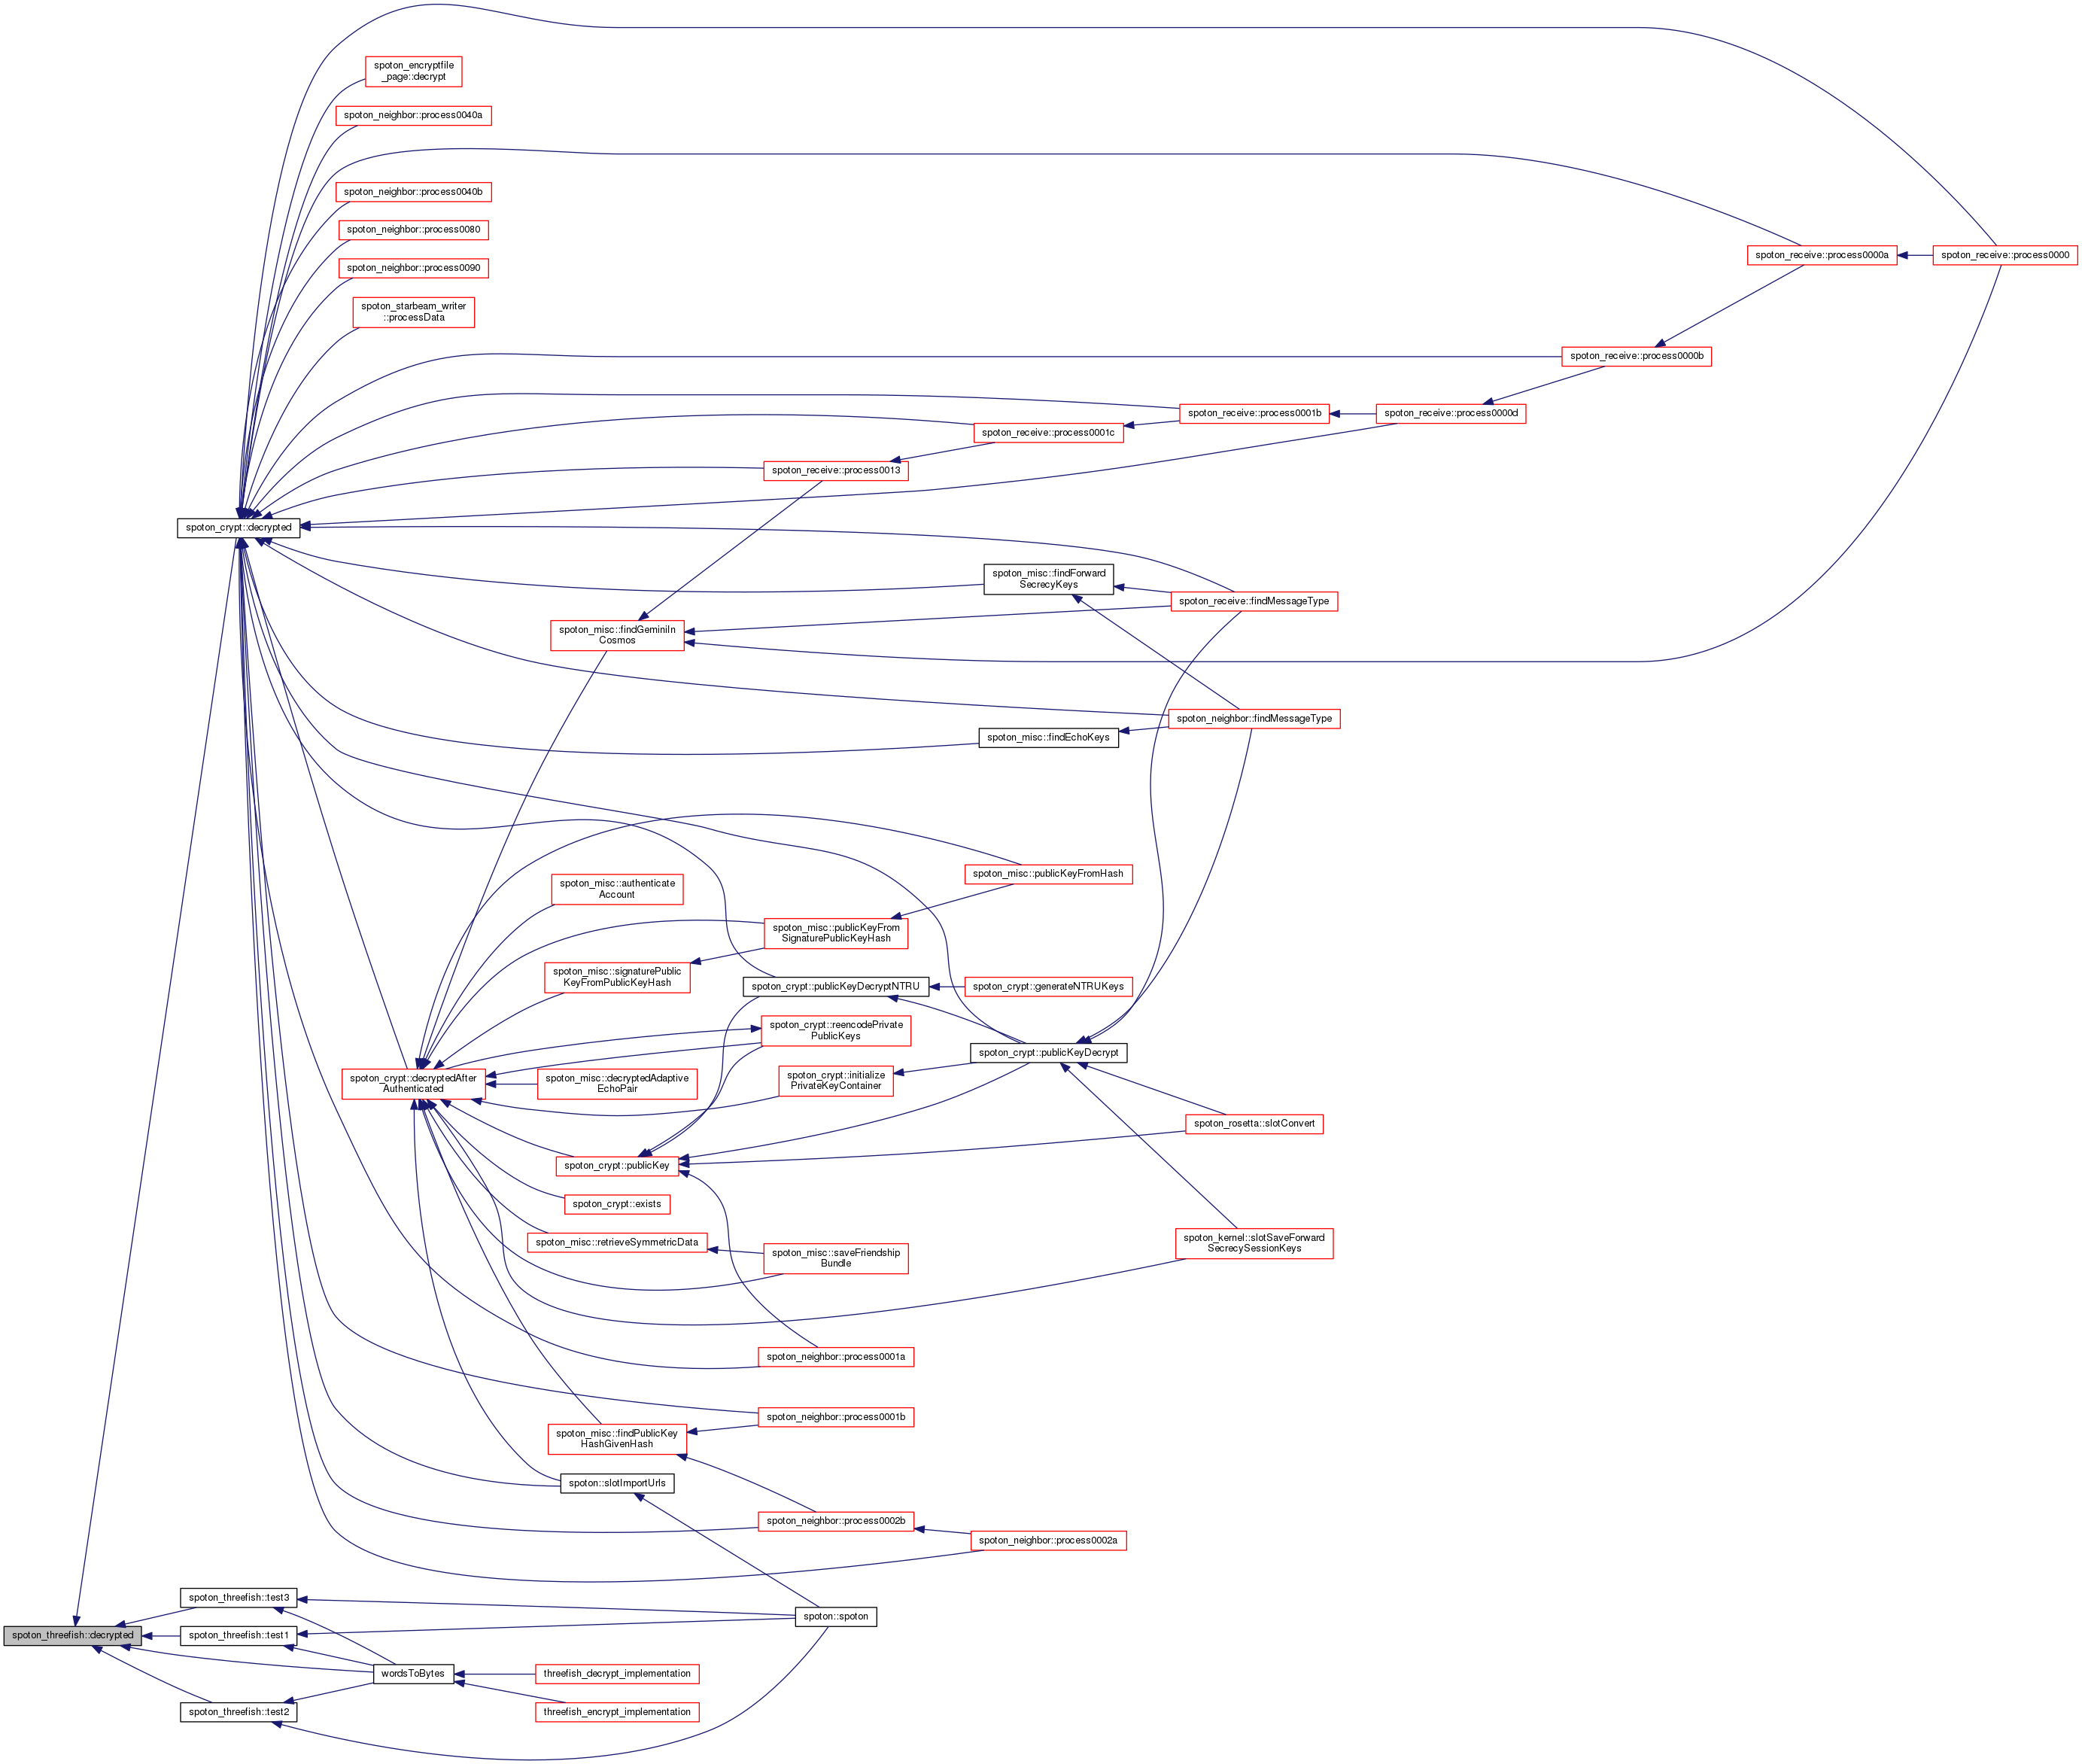 spoton_encryptfile
_page::decrypt
spoton_neighbor::process0040a
spoton_neighbor::process0040b
spoton_neighbor::process0080
spoton_neighbor::process0090
spoton_receive::process0000a
spoton_receive::process0000
spoton_starbeam_writer
::processData
spoton_receive::process0000b
spoton_receive::process0001b
spoton_receive::process0000d
spoton_receive::process0001c
spoton_receive::process0013
spoton_crypt::decrypted
spoton_misc::findForward
SecrecyKeys
spoton_receive::findMessageType
spoton_misc::findGeminiIn
Cosmos
spoton_neighbor::findMessageType
spoton_misc::findEchoKeys
spoton_misc::publicKeyFromHash
spoton_misc::authenticate
Account
spoton_misc::publicKeyFrom
SignaturePublicKeyHash
spoton_misc::signaturePublic
KeyFromPublicKeyHash
spoton_crypt::publicKeyDecryptNTRU
spoton_crypt::generateNTRUKeys
spoton_crypt::reencodePrivate
PublicKeys
spoton_crypt::publicKeyDecrypt
spoton_crypt::decryptedAfter
Authenticated
spoton_misc::decryptedAdaptive
EchoPair
spoton_crypt::initialize
PrivateKeyContainer
spoton_rosetta::slotConvert
spoton_crypt::publicKey
spoton_crypt::exists
spoton_misc::retrieveSymmetricData
spoton_misc::saveFriendship
Bundle
spoton_kernel::slotSaveForward
SecrecySessionKeys
spoton_neighbor::process0001a
spoton_neighbor::process0001b
spoton_misc::findPublicKey
HashGivenHash
spoton::slotImportUrls
spoton_neighbor::process0002b
spoton_neighbor::process0002a
spoton_threefish::test3
spoton::spoton
spoton_threefish::decrypted
spoton_threefish::test1
wordsToBytes
threefish_decrypt_implementation
spoton_threefish::test2
threefish_encrypt_implementation